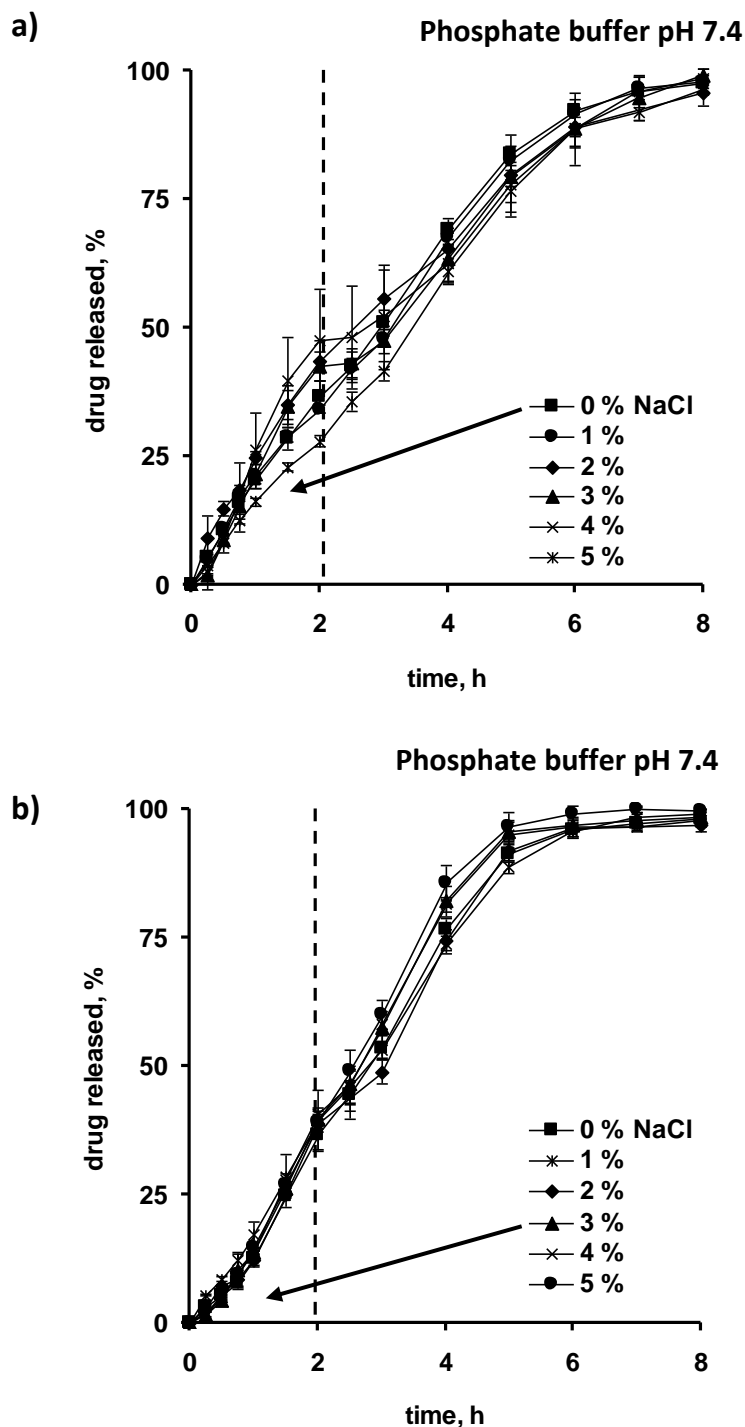 a)
Phosphate buffer pH 7.4
100
75
50
25
0
drug released, %
0 % NaCl
1 %
2 %
3 %
4 %
5 %
0 2 4 6 8
time, h
Phosphate buffer pH 7.4
b)
100
75
50
25
0
drug released, %
0 % NaCl
1 %
2 %
3 %
4 %
5 %
0 2 4 6 8
time, h